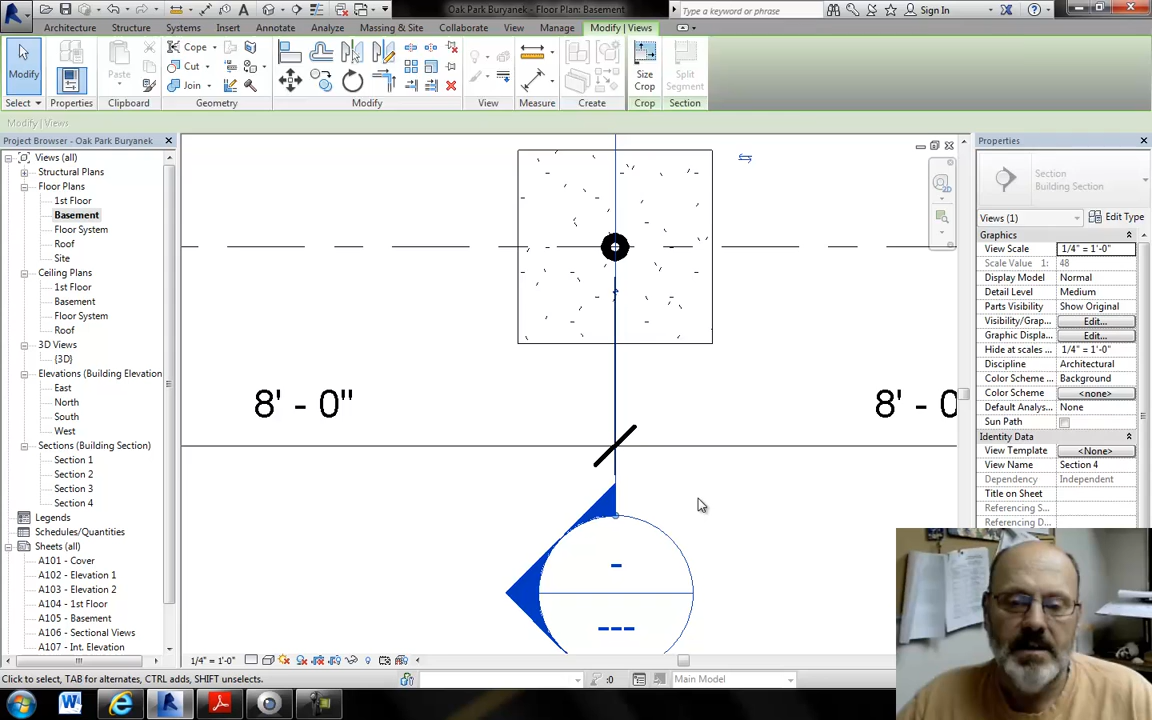 Oak Park Buryanek - Floor Plan: Basement
Type a keyword or phrase
Sign In
Architecture Structure Systems Insert Annotate Analyze Massing & Site Collaborate View Manage Modify | Views
Modify
Paste
Cope
Cut
Join
Size Crop
Split Segment
Select Properties Clipboard Geometry Modify View Measure Create Crop Section
Modify | Views
Project Browser - Oak Park Buryanek
Views (all)
Structural Plans
Floor Plans
1st Floor
Basement
Floor System
Roof
Site
Ceiling Plans
1st Floor
Basement
Floor System
Roof
3D Views
{3D}
Elevations (Building Elevation
East
North
South
West
Sections (Building Section)
Section 1
Section 2
Section 3
Section 4
Legends
Schedules/Quantities
Sheets (all)
A101 - Cover
A102 - Elevation 1
A103 - Elevation 2
A104 - 1st Floor
A105 - Basement
A106 - Sectional Views
A107 - Int. Elevation
8' - 0"
8' - 0
Properties
Section
Building Section
Views (1)
Edit Type
Graphics
View Scale 1/4" = 1'-0"
Scale Value 1: 48
Display Model Normal
Detail Level Medium
Parts Visibility Show Original
Visibility/Grap... Edit...
Graphic Displa... Edit...
Hide at scales ... 1/4" = 1'-0"
Discipline Architectural
Color Scheme ... Background
Color Scheme <none>
Default Analys... None
Sun Path
Identity Data
View Template <None>
View Name Section 4
Dependency Independent
Title on Sheet
Referencing S...
Referencing D...
1/4" = 1'-0"
Click to select, TAB for alternates, CTRL adds, SHIFT unselects.
:0
Main Model